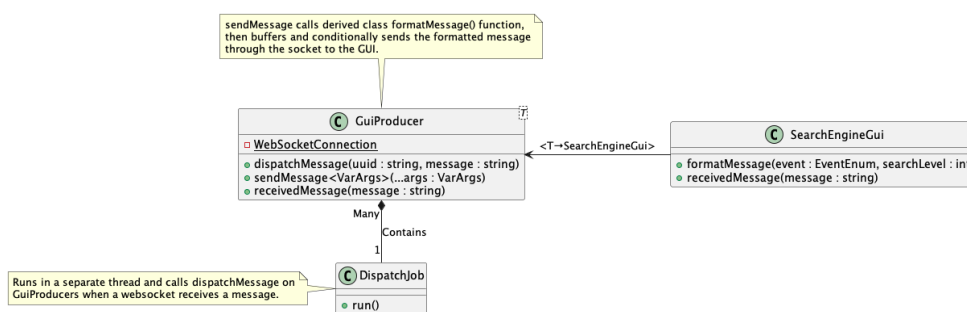 sendMessage calls derived class formatMessage() function,
then buffers and conditionally sends the formatted message
through the socket to the GUI.
C GuiProducer
T
WebSocketConnection
dispatchMessage(uuid : string, message : string)
sendMessage<VarArgs>(...args : VarArgs)
receivedMessage(message : string)
<T→SearchEngineGui>
C SearchEngineGui
formatMessage(event : EventEnum, searchLevel : in
receivedMessage(message : string)
Many
Contains
1
Runs in a separate thread and calls dispatchMessage on
GuiProducers when a websocket receives a message.
C DispatchJob
run()